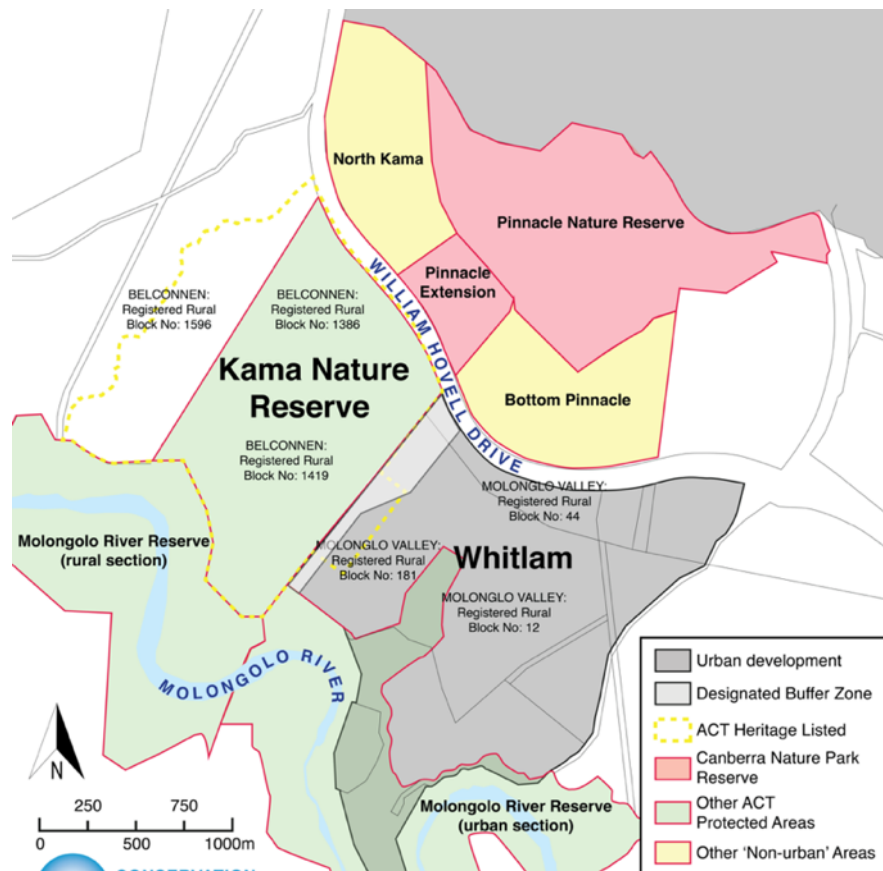 North Kama
Pinnacle Nature Reserve
Pinnacle
Extension
WILLIAM HOVELL DRIVE
BELCONNEN:
Registered Rural
Block No: 1596
BELCONNEN:
Registered Rural
Block No: 1386
Kama Nature
Reserve
Bottom Pinnacle
BELCONNEN:
Registered Rural
Block No: 1419
MOLONGLO VALLEY:
Registered Rural
Block No: 44
Molongolo River Reserve
(rural section)
MOLONGLO VALLEY:
Registered Rural
Block No: 181
Whitlam
MOLONGLO VALLEY:
Registered Rural
Block No: 12
MOLONGOLO RIVER
Molongolo River Reserve
(urban section)
N
250 750
0 500 1000m
Urban development
Designated Buffer Zone
ACT Heritage Listed
Canberra Nature Park
Reserve
Other ACT
Protected Areas
Other 'Non-urban' Areas